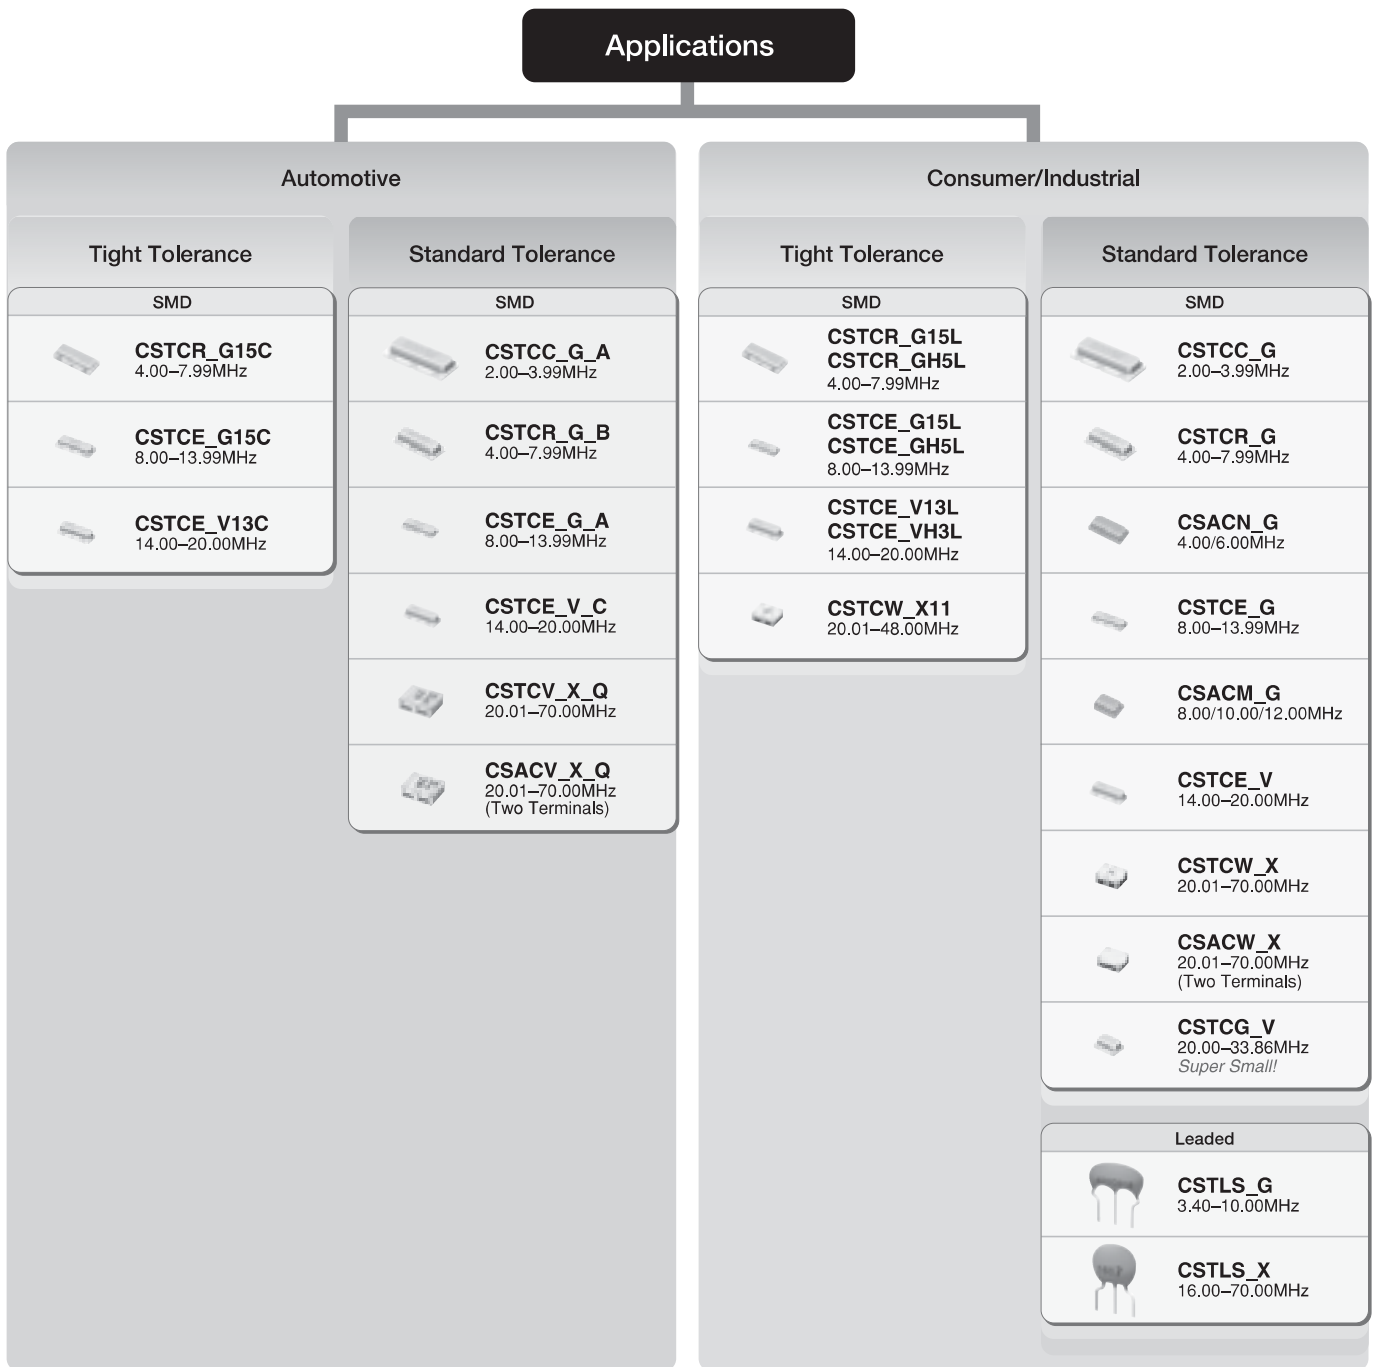 Applications
Automotive
Tight Tolerance
SMD
CSTCR_G15C
4.00–7.99MHz
CSTCE_G15C
8.00–13.99MHz
CSTCE_V13C
14.00–20.00MHz
Standard Tolerance
SMD
CSTCC_G_A
2.00–3.99MHz
CSTCR_G_B
4.00–7.99MHz
CSTCE_G_A
8.00–13.99MHz
CSTCE_V_C
14.00–20.00MHz
CSTCV_X_Q
20.01–70.00MHz
CSACV_X_Q
20.01–70.00MHz
(Two Terminals)
Consumer/Industrial
Tight Tolerance
SMD
CSTCR_G15L
CSTCR_GH5L
4.00–7.99MHz
CSTCE_G15L
CSTCE_GH5L
8.00–13.99MHz
CSTCE_V13L
CSTCE_VH3L
14.00–20.00MHz
CSTCW_X11
20.01–48.00MHz
Standard Tolerance
SMD
CSTCC_G
2.00–3.99MHz
CSTCR_G
4.00–7.99MHz
CSACN_G
4.00/6.00MHz
CSTCE_G
8.00–13.99MHz
CSACM_G
8.00/10.00/12.00MHz
CSTCE_V
14.00–20.00MHz
CSTCW_X
20.01–70.00MHz
CSACW_X
20.01–70.00MHz
(Two Terminals)
CSTCG_V
20.00–33.86MHz
Super Small!
Leaded
CSTLS_G
3.40–10.00MHz
CSTLS_X
16.00–70.00MHz